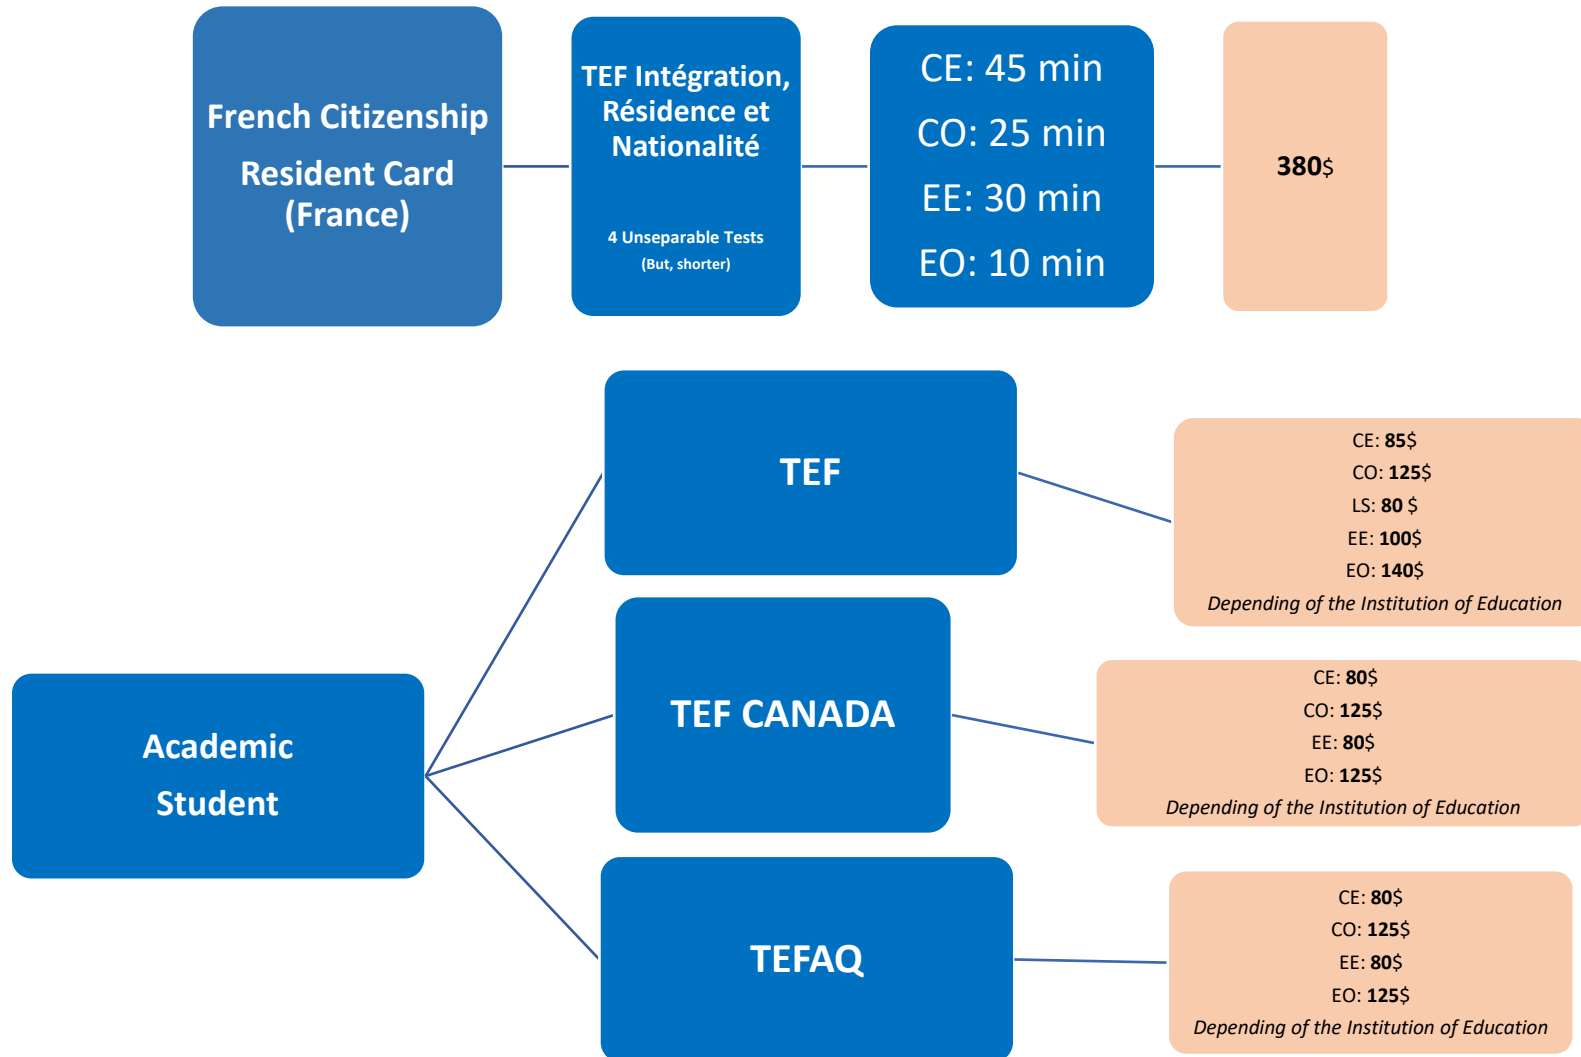 French Citizenship
Resident Card
(France)
TEF Intégration,
Résidence et
Nationalité
4 Unseparable Tests
(But, shorter)
CE: 45 min
CO: 25 min
EE: 30 min
EO: 10 min
380$
Academic
Student
TEF
CE: 85$
CO: 125$
LS: 80 $
EE: 100$
EO: 140$
Depending of the Institution of Education
TEF CANADA
CE: 80$
CO: 125$
EE: 80$
EO: 125$
Depending of the Institution of Education
TEFAQ
CE: 80$
CO: 125$
EE: 80$
EO: 125$
Depending of the Institution of Education